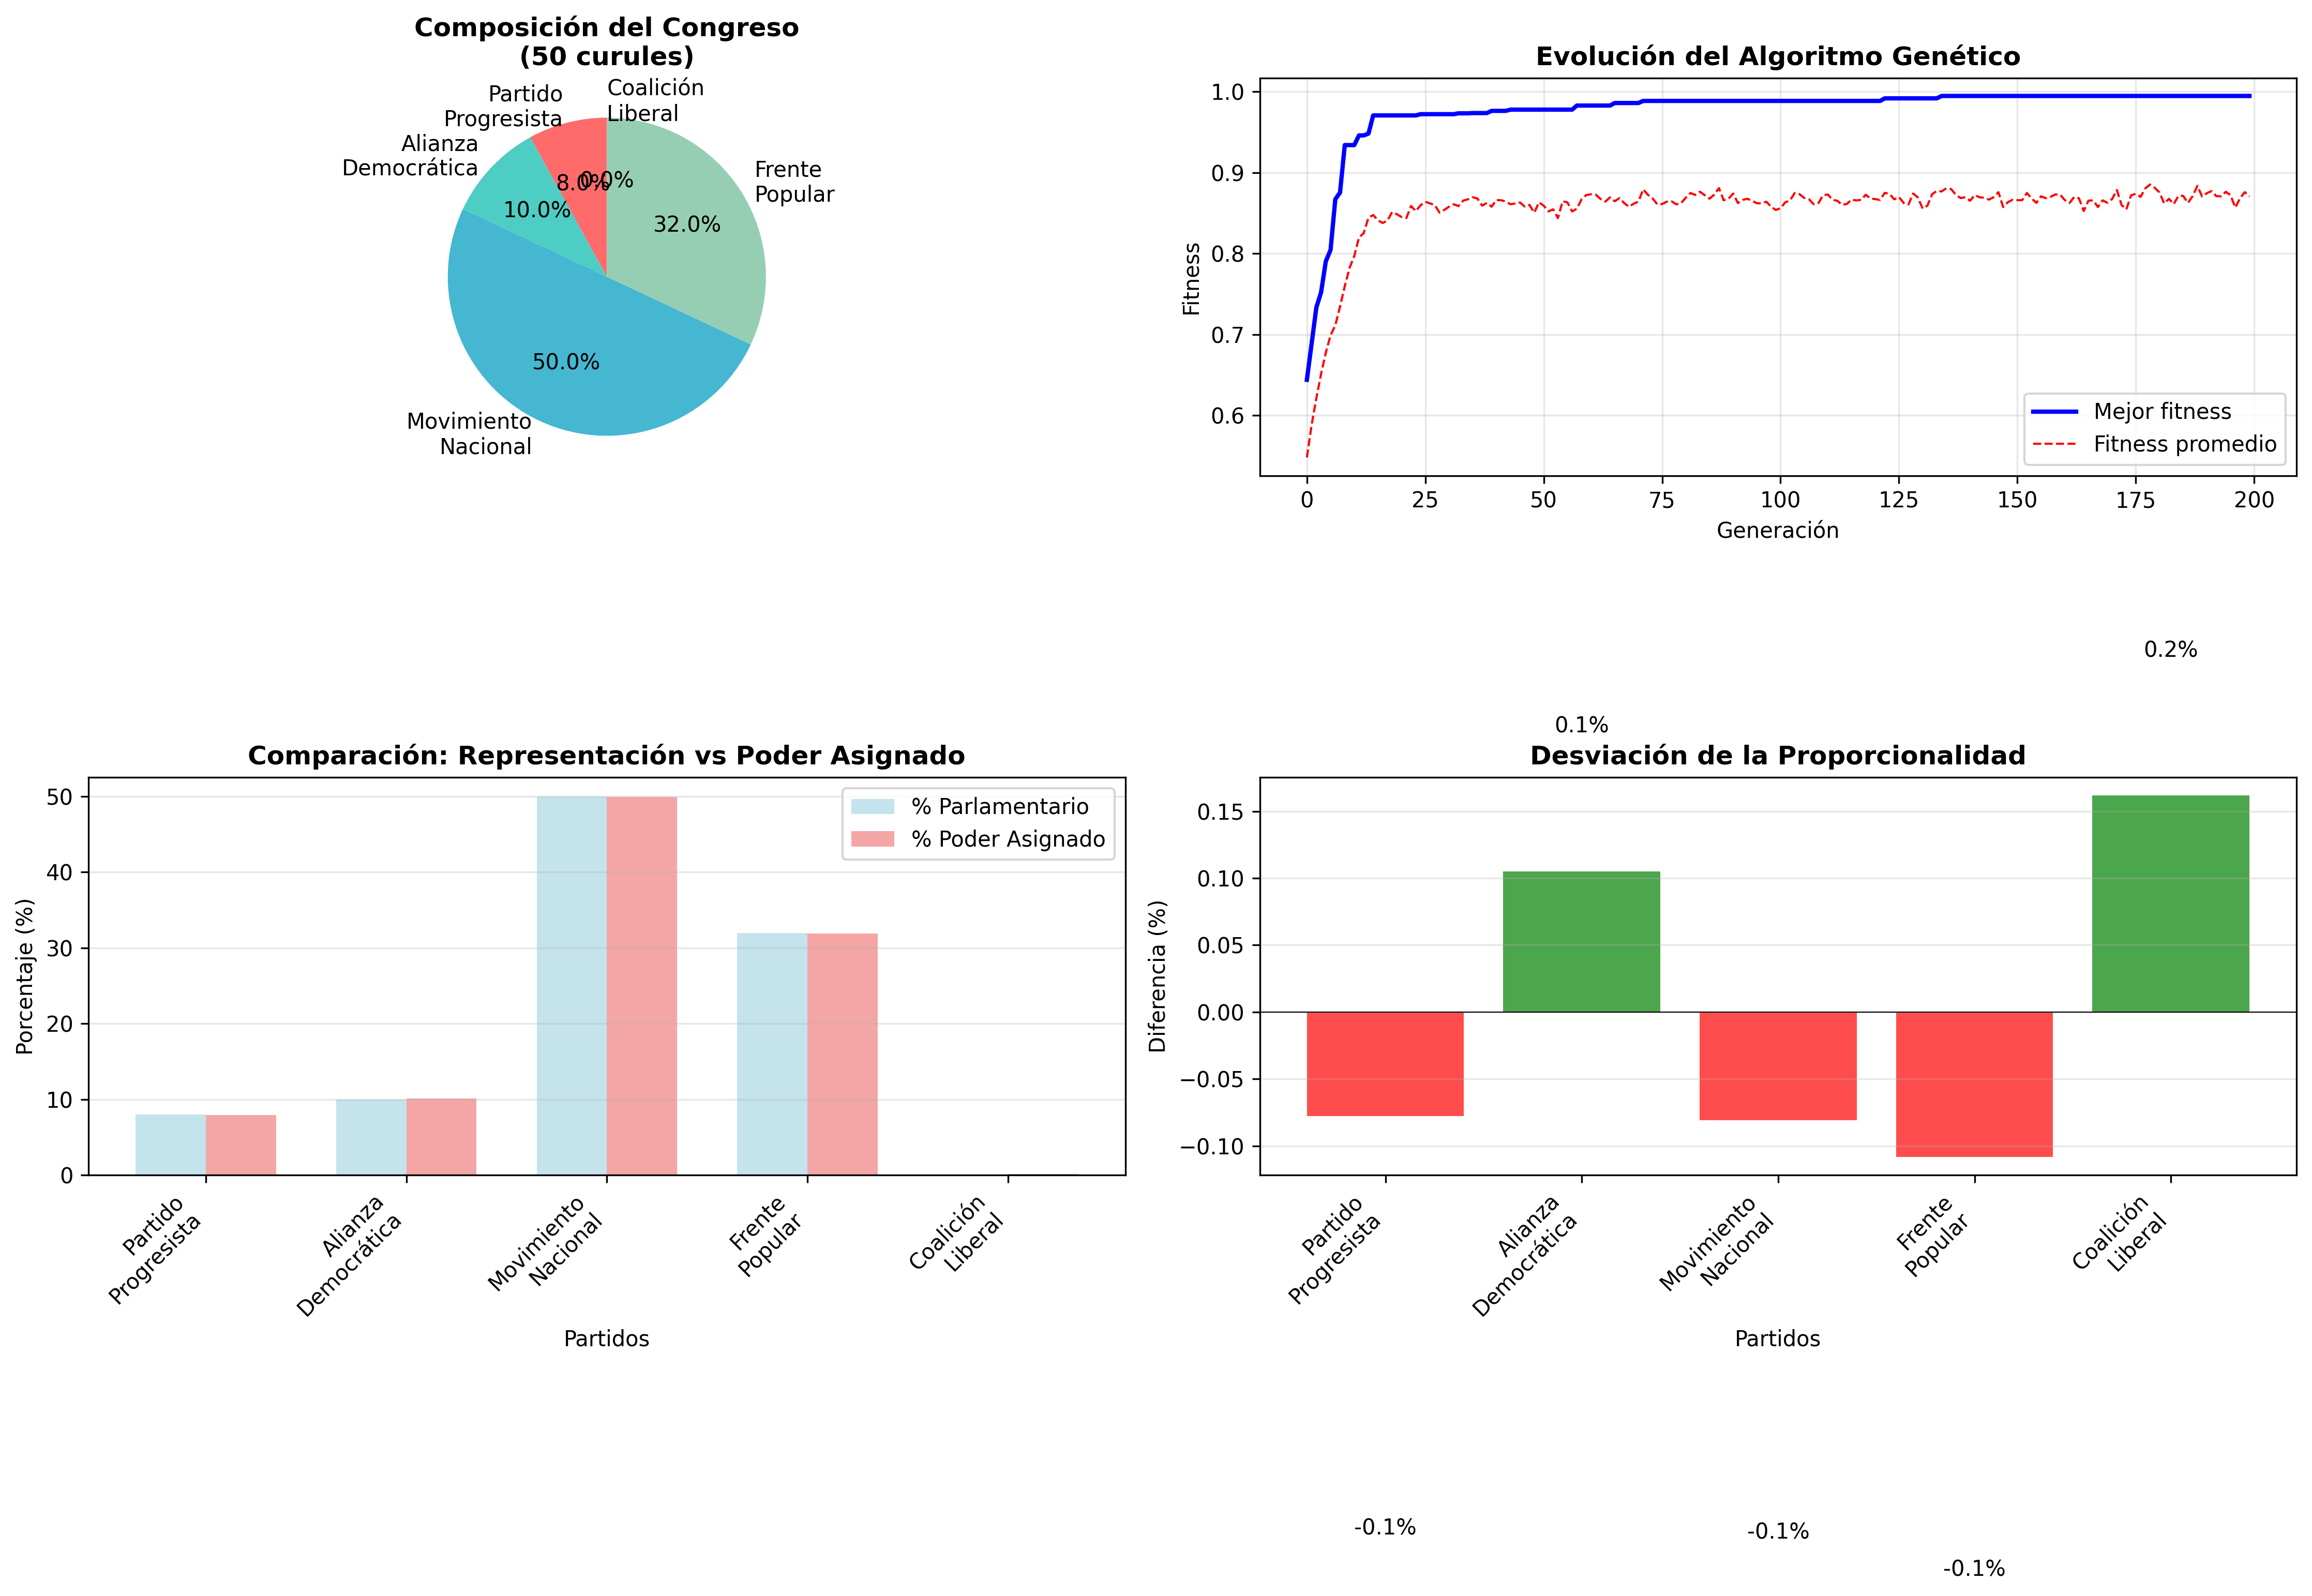 Composición del Congreso
(50 curules)
Coalición
Liberal
Partido
Progresista
Alianza
Democrática
Frente
Popular
Movimiento
Nacional
8.0%
0.0%
10.0%
32.0%
50.0%
Evolución del Algoritmo Genético
Fitness
1.0
0.9
0.8
0.7
0.6
Mejor fitness
Fitness promedio
0
25
50
75
100
125
150
175
200
Generación
Comparación: Representación vs Poder Asignado
Porcentaje (%)
50
40
30
20
10
0
% Parlamentario
% Poder Asignado
Partido
Progresista
Alianza
Democrática
Movimiento
Nacional
Frente
Popular
Coalición
Liberal
Partidos
0.2%
0.1%
Desviación de la Proporcionalidad
Diferencia (%)
0.15
0.10
0.05
0.00
−0.05
−0.10
Partido
Progresista
Alianza
Democrática
Movimiento
Nacional
Frente
Popular
Coalición
Liberal
Partidos
-0.1%
-0.1%
-0.1%